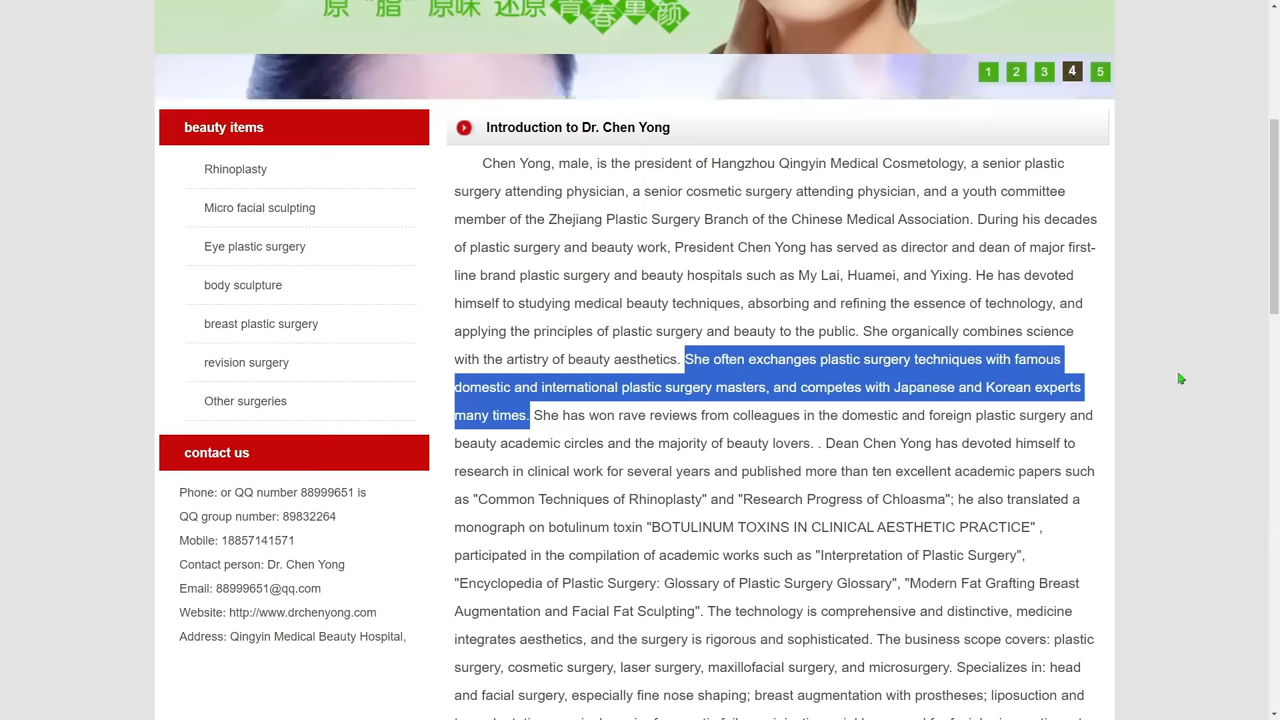 原“脂”原味 还原青春童颜
1 2 3 4 5
beauty items
Rhinoplasty
Micro facial sculpting
Eye plastic surgery
body sculpture
breast plastic surgery
revision surgery
Other surgeries
contact us
Phone: or QQ number 88999651 is
QQ group number: 89832264
Mobile: 18857141571
Contact person: Dr. Chen Yong
Email: 88999651@qq.com
Website: http://www.drchenyong.com
Address: Qingyin Medical Beauty Hospital,
Introduction to Dr. Chen Yong
Chen Yong, male, is the president of Hangzhou Qingyin Medical Cosmetology, a senior plastic
surgery attending physician, a senior cosmetic surgery attending physician, and a youth committee
member of the Zhejiang Plastic Surgery Branch of the Chinese Medical Association. During his decades
of plastic surgery and beauty work, President Chen Yong has served as director and dean of major first-
line brand plastic surgery and beauty hospitals such as My Lai, Huamei, and Yixing. He has devoted
himself to studying medical beauty techniques, absorbing and refining the essence of technology, and
applying the principles of plastic surgery and beauty to the public. She organically combines science
with the artistry of beauty aesthetics. She often exchanges plastic surgery techniques with famous
domestic and international plastic surgery masters, and competes with Japanese and Korean experts
many times. She has won rave reviews from colleagues in the domestic and foreign plastic surgery and
beauty academic circles and the majority of beauty lovers. . Dean Chen Yong has devoted himself to
research in clinical work for several years and published more than ten excellent academic papers such
as "Common Techniques of Rhinoplasty" and "Research Progress of Chloasma"; he also translated a
monograph on botulinum toxin "BOTULINUM TOXINS IN CLINICAL AESTHETIC PRACTICE" ,
participated in the compilation of academic works such as "Interpretation of Plastic Surgery",
"Encyclopedia of Plastic Surgery: Glossary of Plastic Surgery Glossary", "Modern Fat Grafting Breast
Augmentation and Facial Fat Sculpting". The technology is comprehensive and distinctive, medicine
integrates aesthetics, and the surgery is rigorous and sophisticated. The business scope covers: plastic
surgery, cosmetic surgery, laser surgery, maxillofacial surgery, and microsurgery. Specializes in: head
and facial surgery, especially fine nose shaping; breast augmentation with prostheses; liposuction and